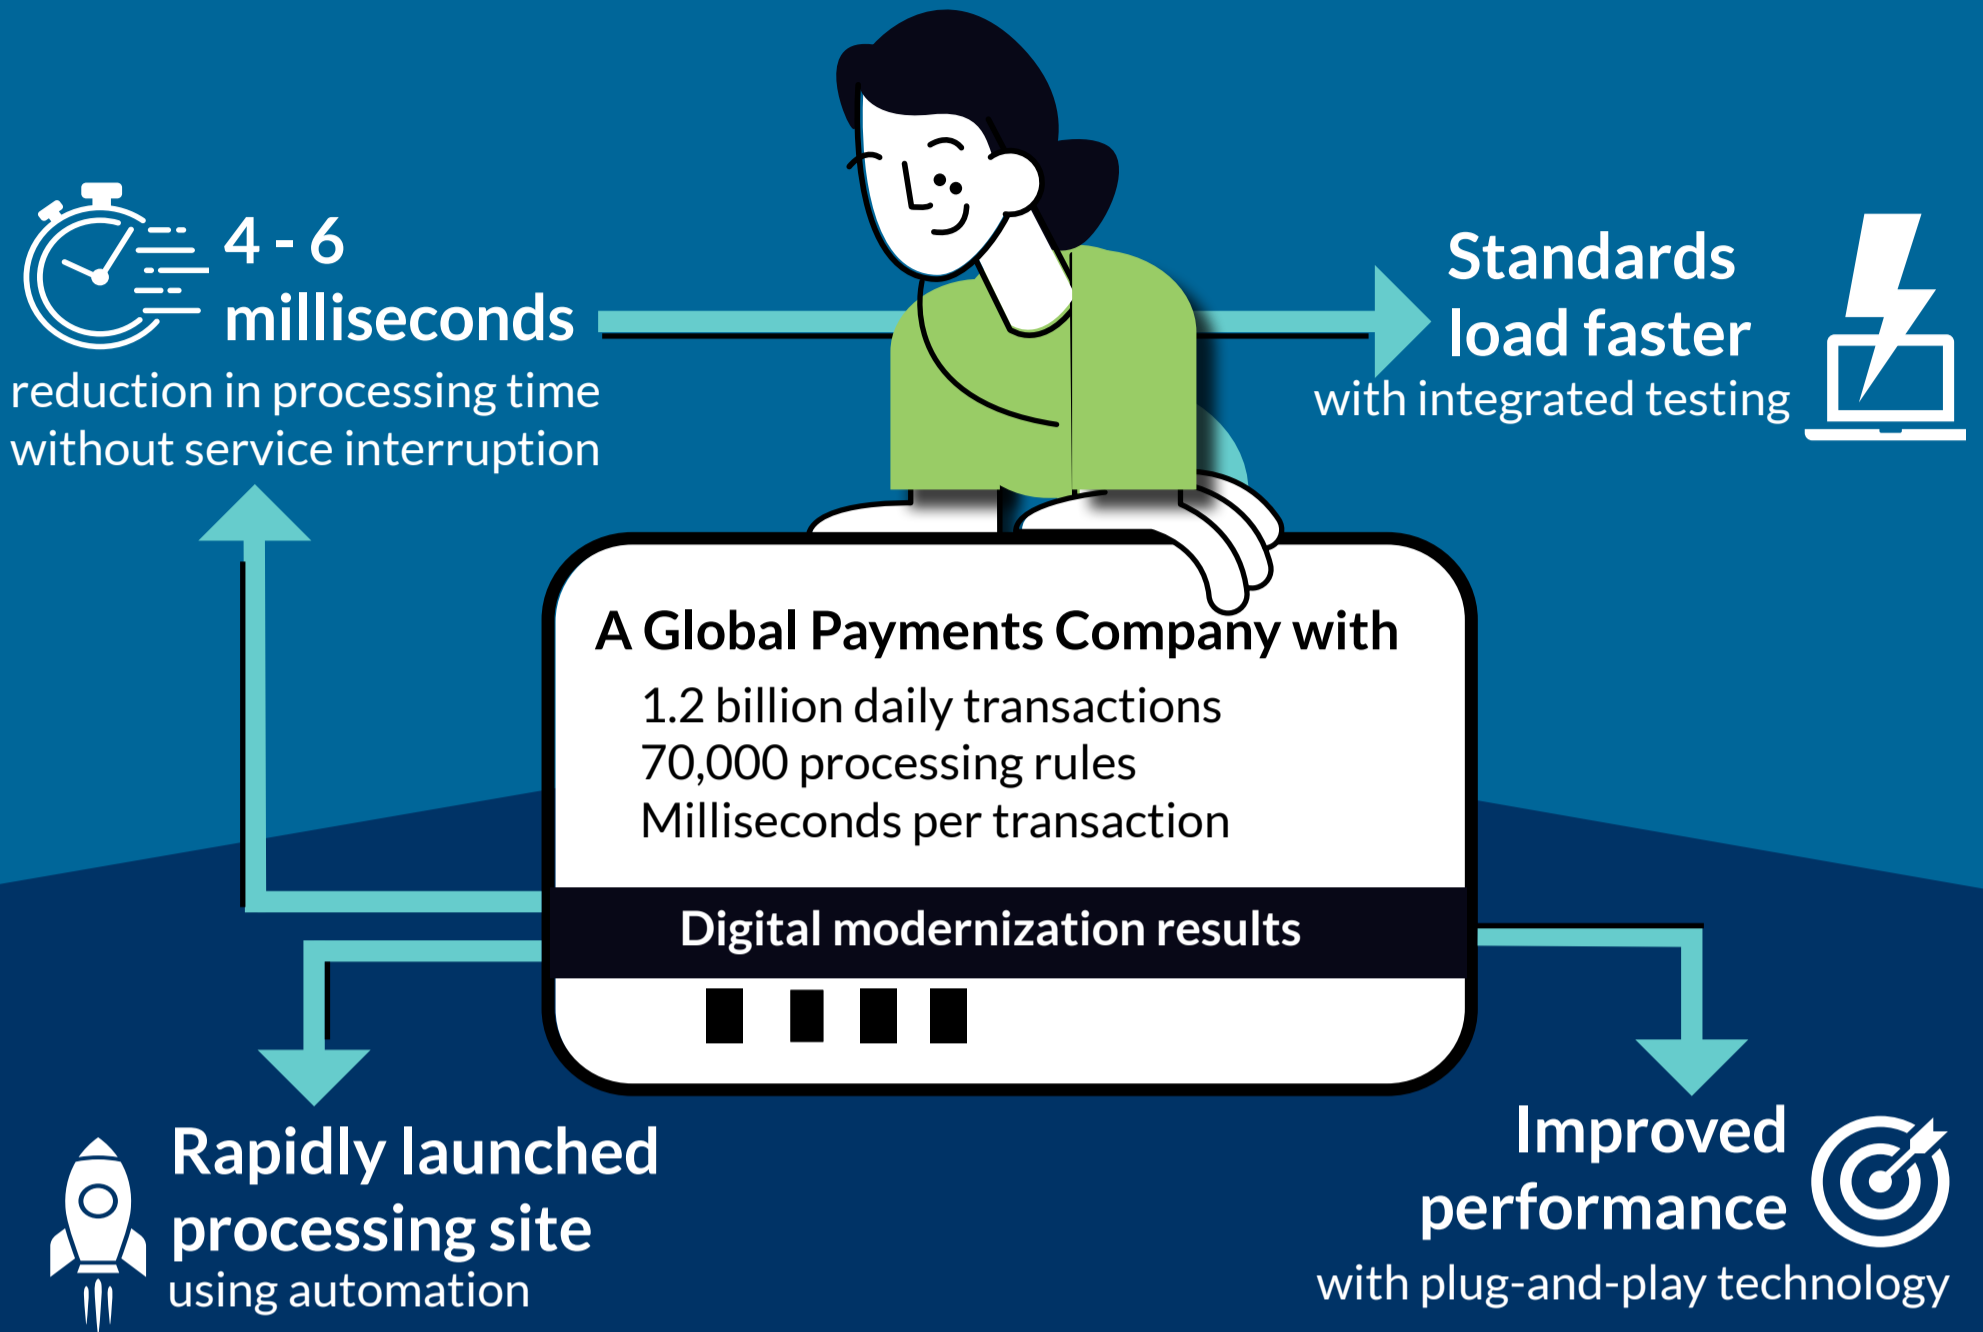 4 - 6
milliseconds
reduction in processing time
without service interruption
Standards
load faster
with integrated testing
A Global Payments Company with
1.2 billion daily transactions
70,000 processing rules
Milliseconds per transaction
Digital modernization results
Rapidly launched
processing site
using automation
Improved
performance
with plug-and-play technology